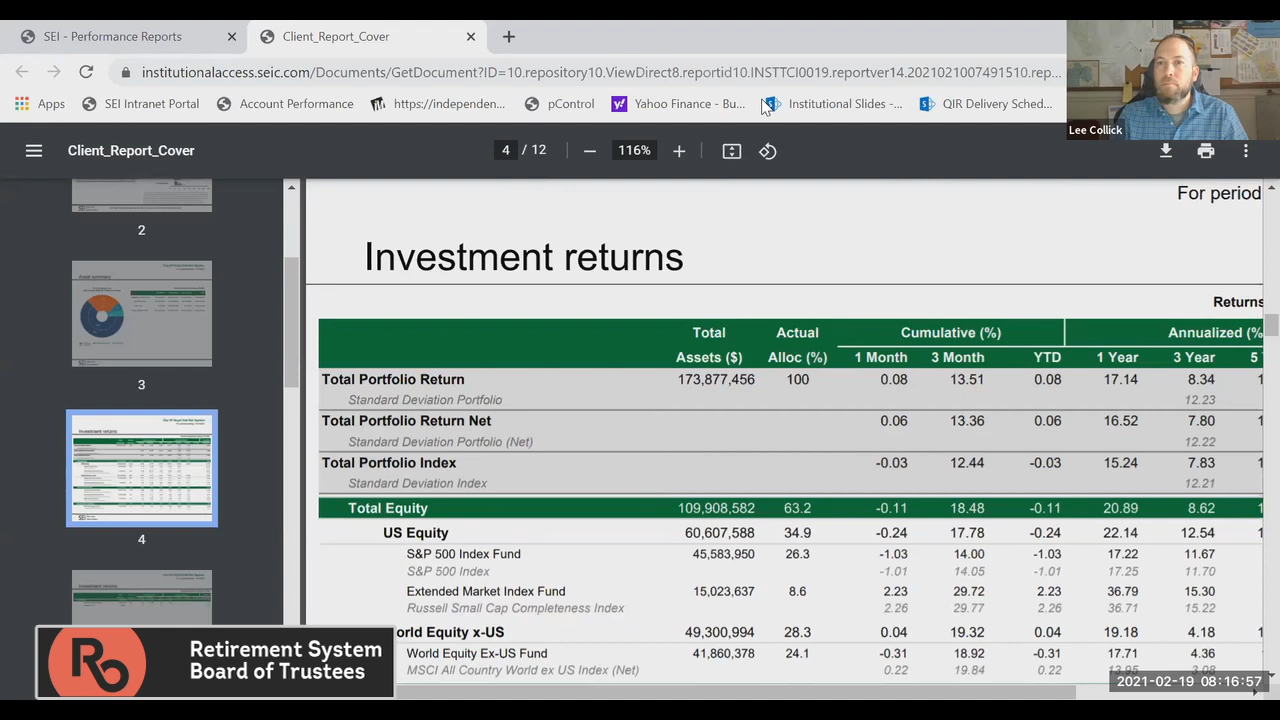 SEI - Performance Reports
Client_Report_Cover
institutionalaccess.seic.com/Documents/GetDocument?ID=10.repository10.ViewDirect8.reportid10.INSTTCI0019.reportver14.2021021007491510.rep...
Apps
SEI Intranet Portal
Account Performance
https://independen...
pControl
Yahoo Finance - Bu...
Institutional Slides -...
QIR Delivery Sched...
Lee Collick
Client_Report_Cover
4 / 12
116%
2
3
4
For period
Investment returns
Returns
Total Actual Cumulative (%) Annualized (%
Assets ($) Alloc (%) 1 Month 3 Month YTD 1 Year 3 Year 5
Total Portfolio Return 173,877,456 100 0.08 13.51 0.08 17.14 8.34
Standard Deviation Portfolio 12.23
Total Portfolio Return Net 0.06 13.36 0.06 16.52 7.80
Standard Deviation Portfolio (Net) 12.22
Total Portfolio Index -0.03 12.44 -0.03 15.24 7.83
Standard Deviation Index 12.21
Total Equity 109,908,582 63.2 -0.11 18.48 -0.11 20.89 8.62
US Equity 60,607,588 34.9 -0.24 17.78 -0.24 22.14 12.54
S&P 500 Index Fund 45,583,950 26.3 -1.03 14.00 -1.03 17.22 11.67
S&P 500 Index -1.01 14.05 -1.01 17.25 11.70
Extended Market Index Fund 15,023,637 8.6 2.23 29.72 2.23 36.79 15.30
Russell Small Cap Completeness Index 2.26 29.77 2.26 36.71 15.22
orld Equity x-US 49,300,994 28.3 0.04 19.32 0.04 19.18 4.18
World Equity Ex-US Fund 41,860,378 24.1 -0.31 18.92 -0.31 17.71 4.36
MSCI All Country World ex US Index (Net) 0.22 19.84 0.22 13.95 3.08
Ro
Retirement System
Board of Trustees
2021-02-19 08:16:57